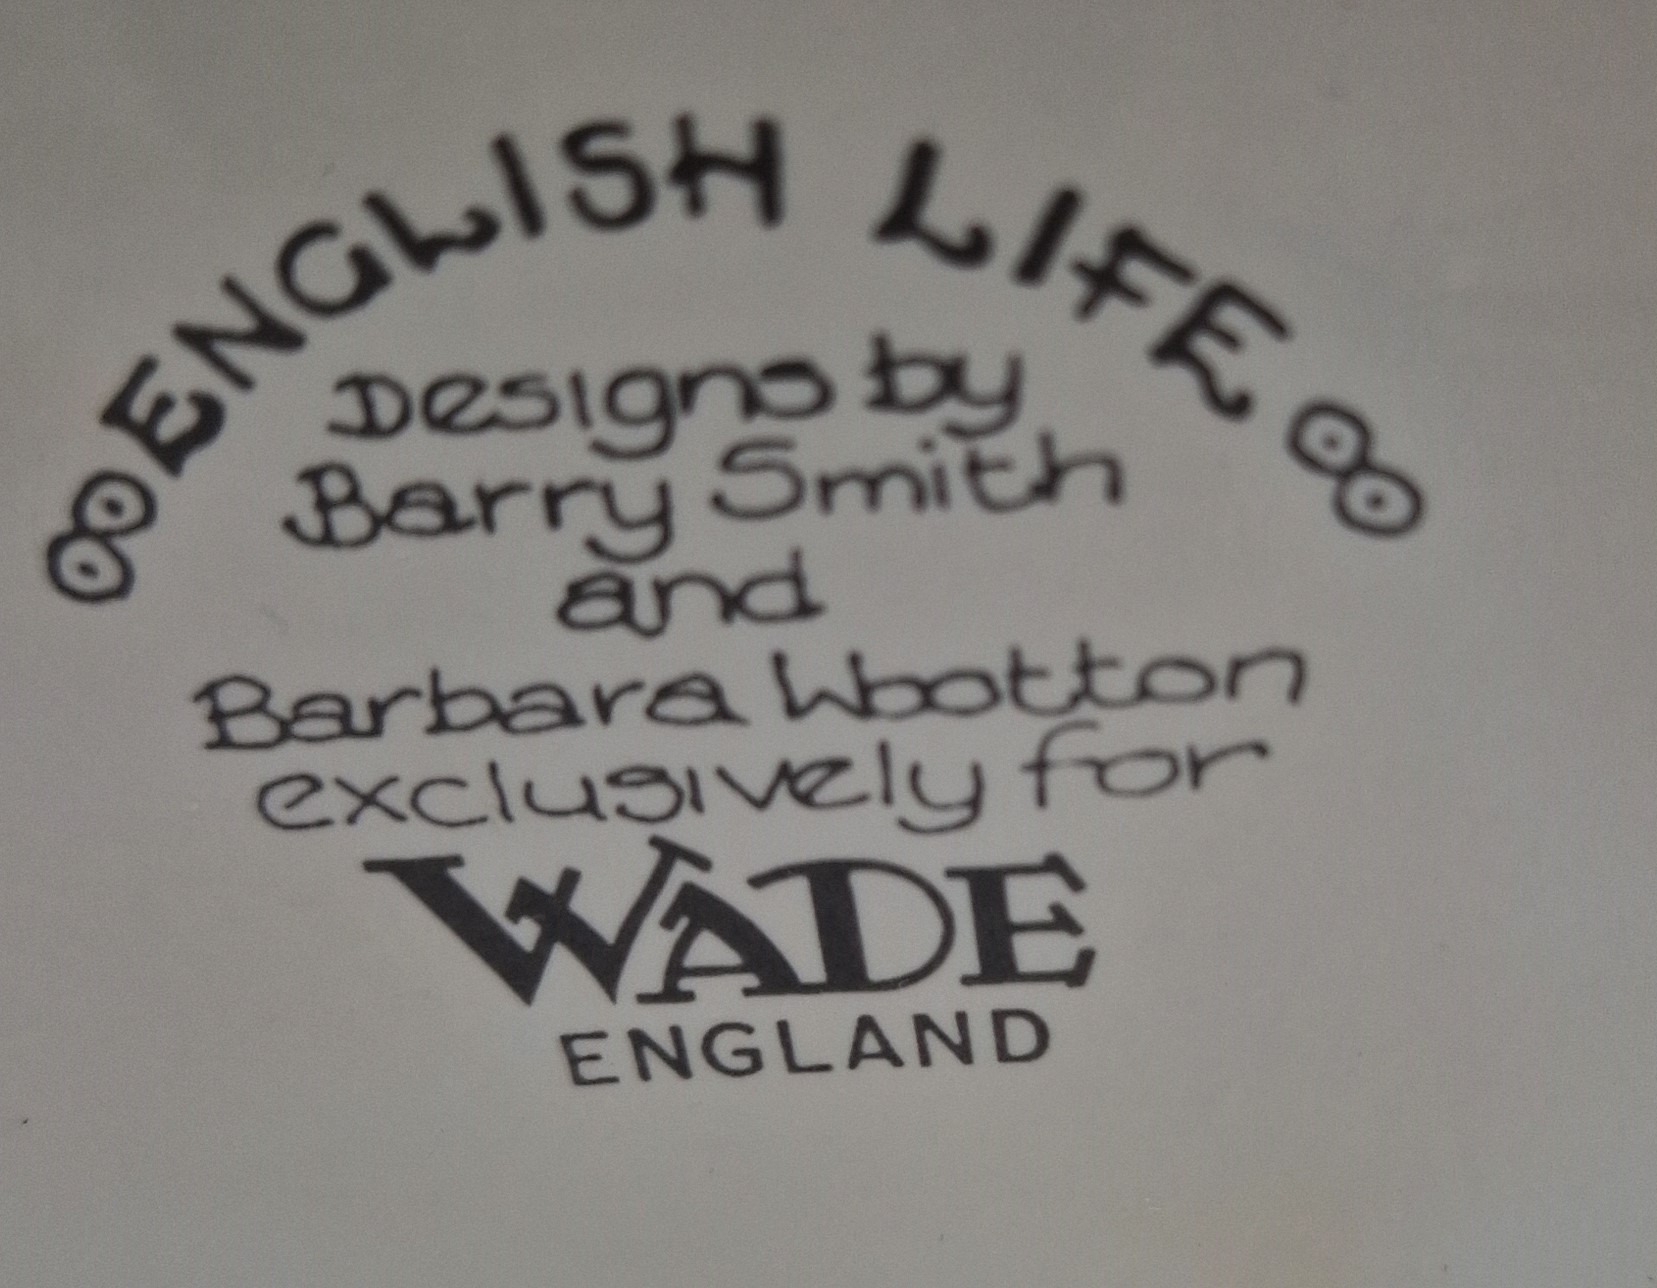 ENGLISH LIFE
Designs by
Barry Smith
and
Barbara Wootton
exclusively for
WADE
ENGLAND